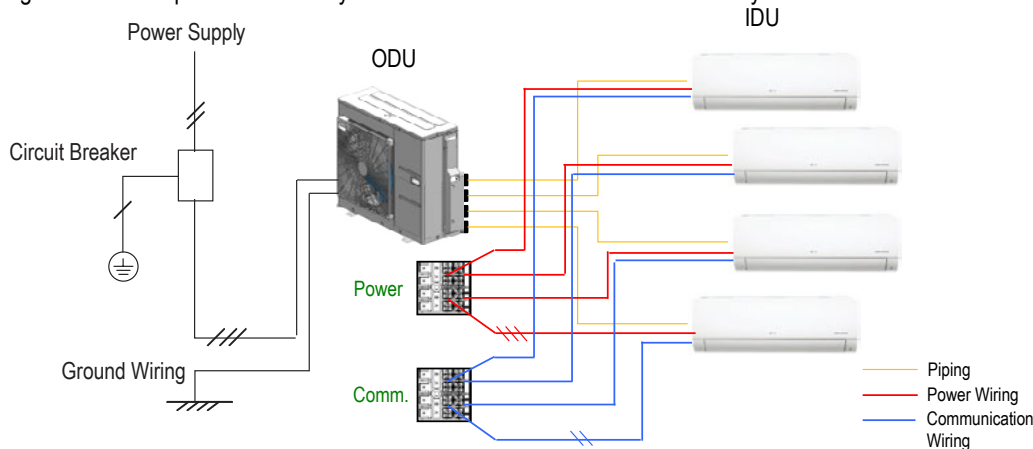 Power Supply
IDU
ODU
Circuit Breaker
Power
Ground Wiring
Comm.
Piping
Power Wiring
Communication
Wiring